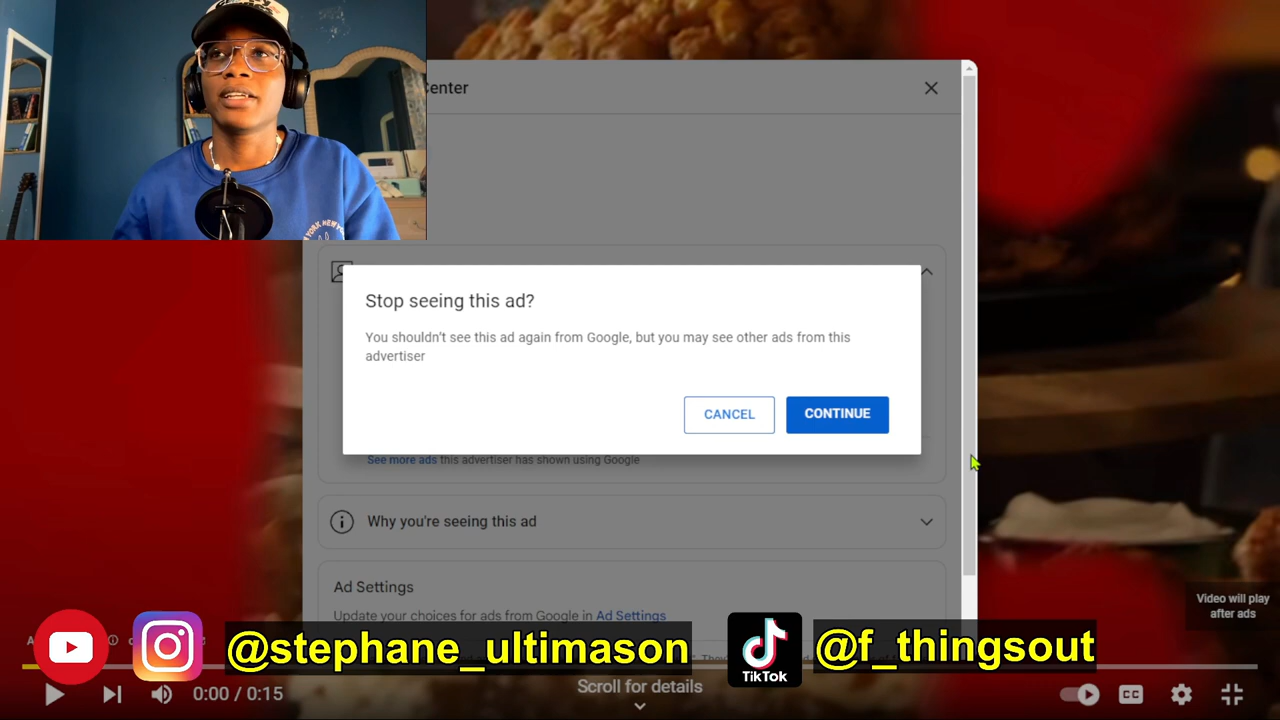 Center
Stop seeing this ad?
You shouldn't see this ad again from Google, but you may see other ads from this
advertiser
CANCEL
CONTINUE
See more ads this advertiser has shown using Google
Why you're seeing this ad
Ad Settings
Update your choices for ads from Google in Ad Settings
Video will play
after ads
@stephane_ultimason
TikTok
@f_thingsout
0:00 / 0:15
Scroll for details
CC